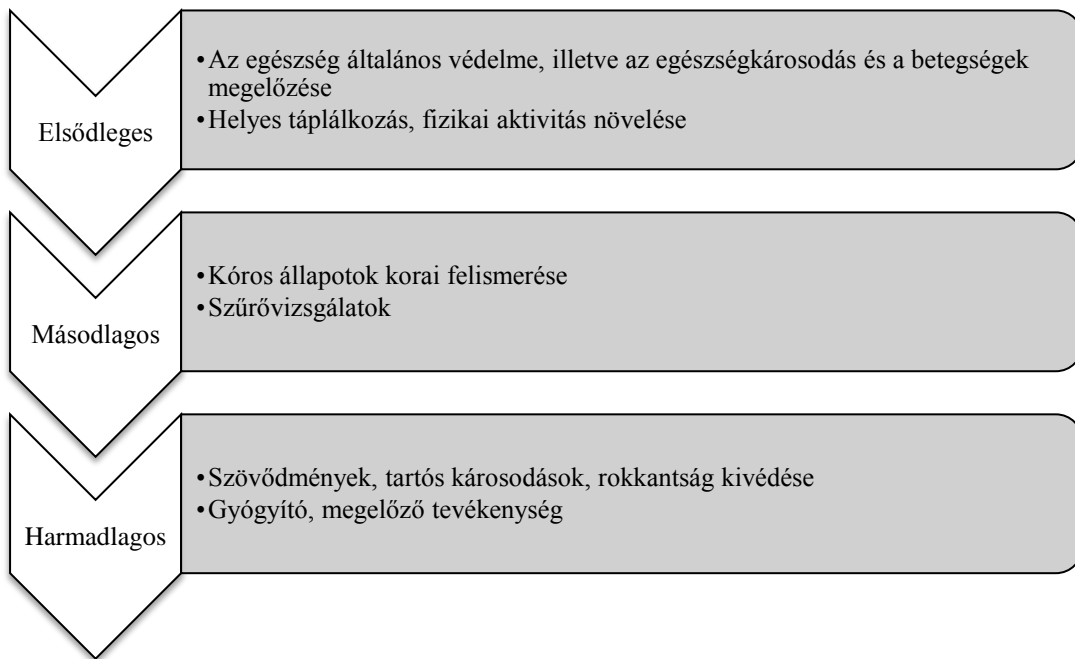 Elsődleges
•Az egészség általános védelme, illetve az egészségkárosodás és a betegségek
megelőzése
•Helyes táplálkozás, fizikai aktivitás növelése
Másodlagos
•Kóros állapotok korai felismerése
•Szűrővizsgálatok
Harmadlagos
•Szövődmények, tartós károsodások, rokkantság kivédése
•Gyógyító, megelőző tevékenység